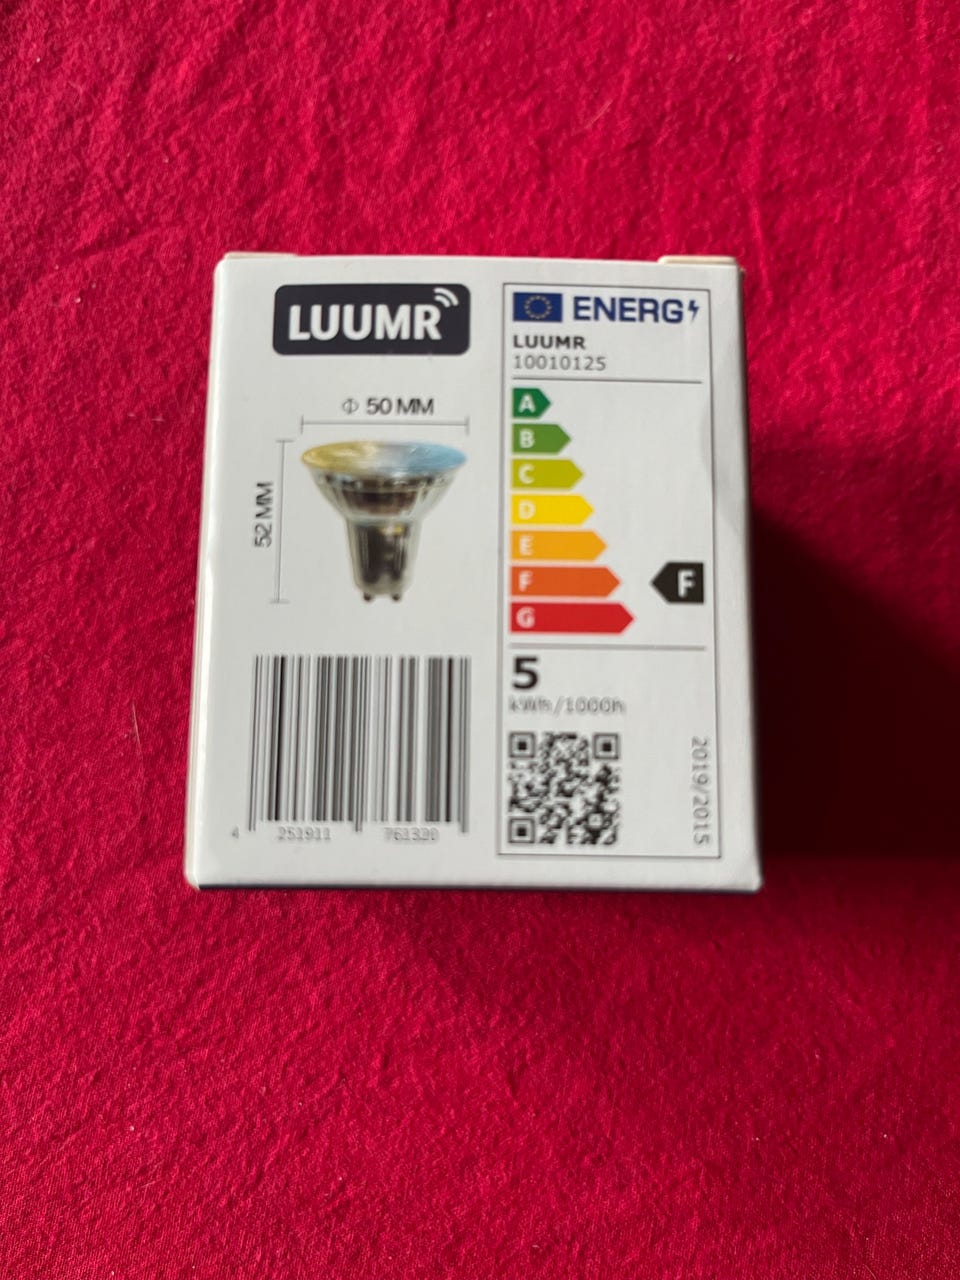 LUUMR
Φ 50 MM
52 MM
4 251911 761320
ENERG
LUUMR
10010125
A
B
C
D
E
F
F
G
5
kWh/1000h
2019/2015